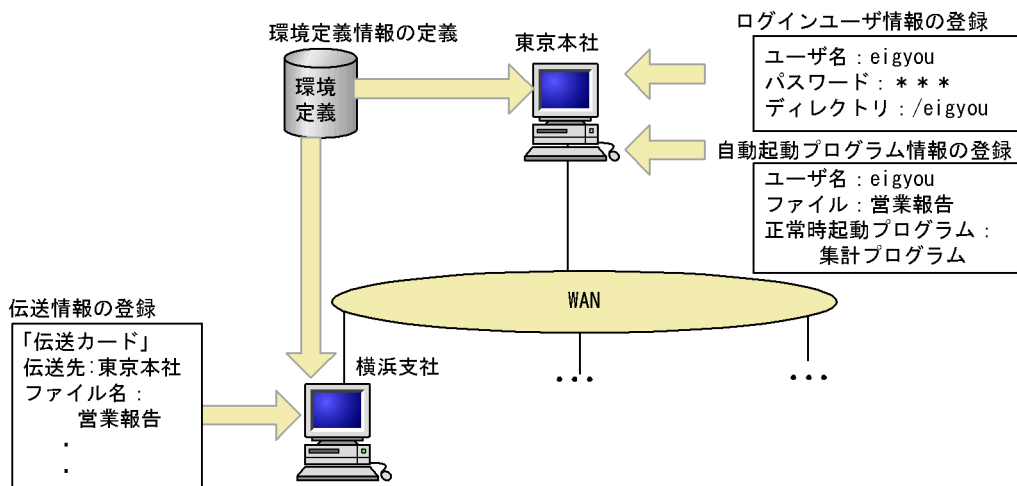 環境定義情報の定義
環境
定義
東京本社
ログインユーザ情報の登録
ユーザ名：eigyou
パスワード：＊＊＊
ディレクトリ：/eigyou
自動起動プログラム情報の登録
ユーザ名：eigyou
ファイル：営業報告
正常時起動プログラム：
集計プログラム
WAN
伝送情報の登録
「伝送カード」
伝送先:東京本社
ファイル名：
営業報告
・
・
横浜支社
・・・
・・・